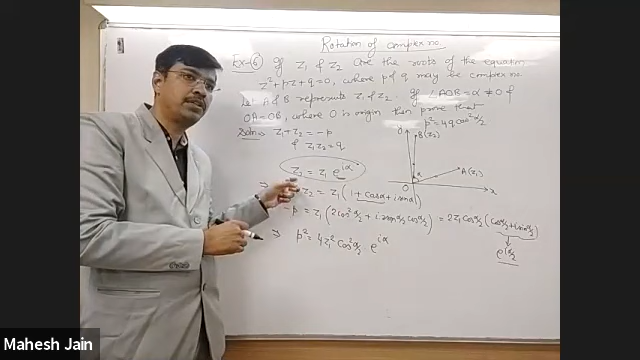 Rotation of complex no.
Ex-6 If z₁ & z₂ are the roots of the equation
z² + pz + q = 0, where p & q may be complex no.
Let A & B represents z₁ & z₂. If ∠AOB = α ≠ 0 &
OA = OB, where O is origin then prove that
p² = 4q cos² α/2
Soln:- z₁ + z₂ = -p
& z₁z₂ = q
B(z₂)
A(z₁)
α
O
x
z₂ = z₁ e^{iα}
⇒ z₂ = z₁(1 + cosα + i sinα)
-p = z₁(2cos² α/2 + i 2sin α/2 cos α/2) = 2z₁cos α/2 (cos α/2 + i sin α/2)
e^{iα/2}
⇒ p² = 4z₁² cos² α/2 · e^{iα}
Mahesh Jain